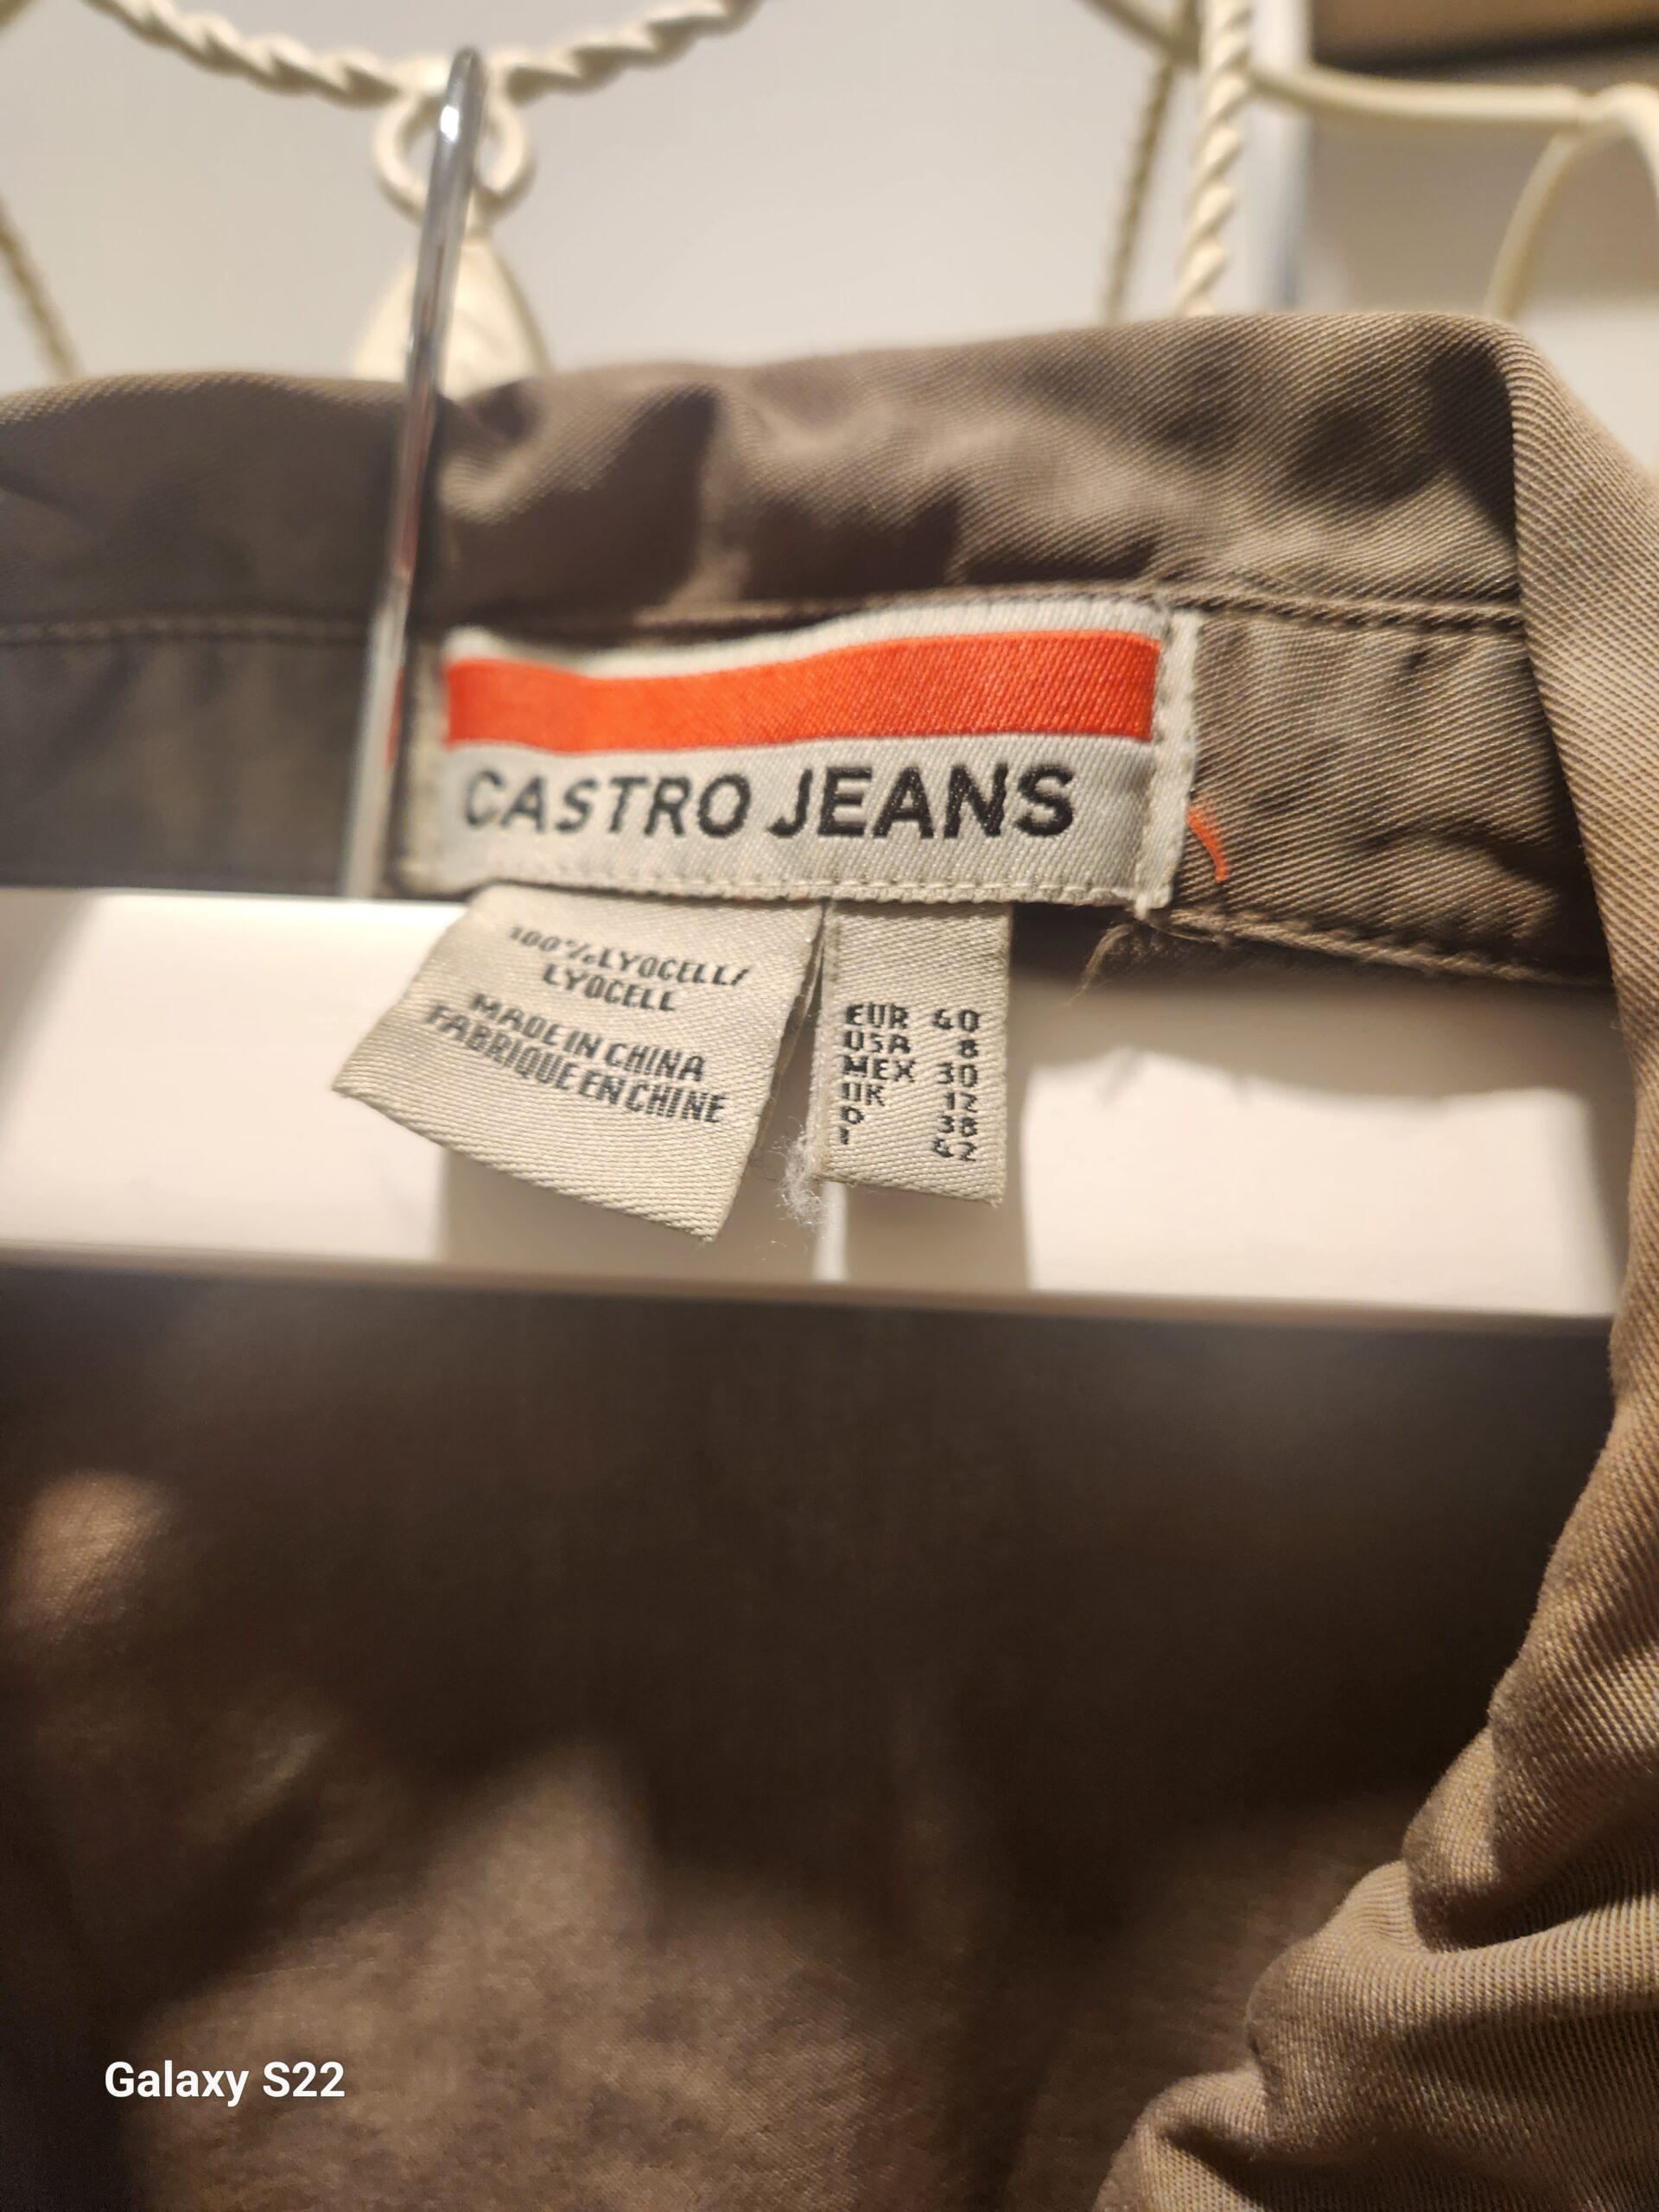 CASTRO JEANS
100% LYOCELL/
LYOCELL
MADE IN CHINA
FABRIQUE EN CHINE
EUR 40
USA 8
MEX 30
UK 12
D 38
I 42
Galaxy S22